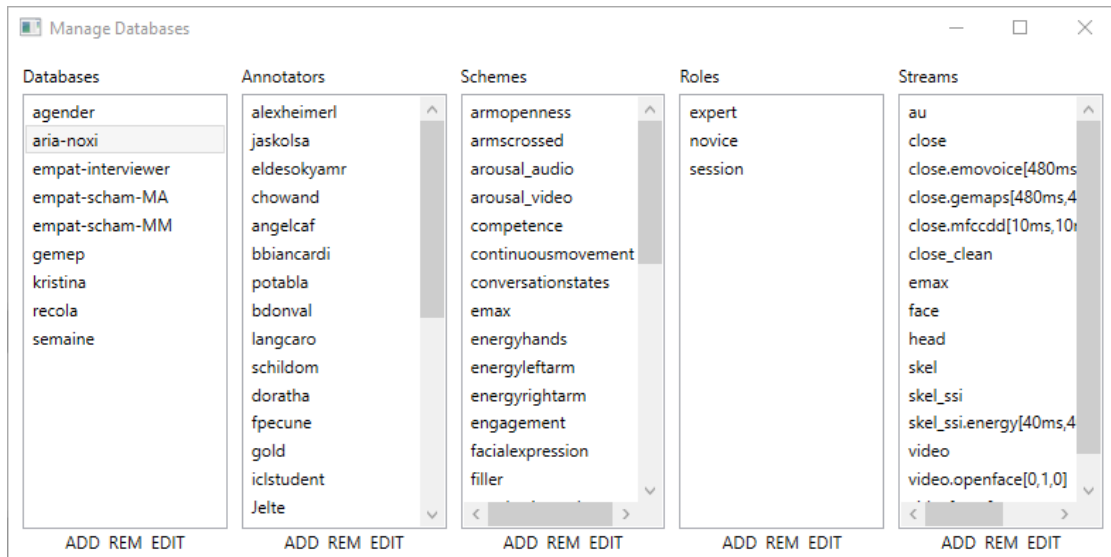 Manage Databases
Databases
agender
aria-noxi
empat-interviewer
empat-scham-MA
empat-scham-MM
gemep
kristina
recola
semaine
ADD REM EDIT
Annotators
alexheimerl
jaskolsa
eldesokyamr
chowand
angelcaf
bbiancardi
potabla
bdonval
langcaro
schildom
doratha
fpecune
gold
iclstudent
Jelte
ADD REM EDIT
Schemes
armopenness
armscrossed
arousal_audio
arousal_video
competence
continuousmovement
conversationstates
emax
energyhands
energyleftarm
energyrightarm
engagement
facialexpression
filler
ADD REM EDIT
Roles
expert
novice
session
ADD REM EDIT
Streams
au
close
close.emovoice[480ms
close.gemaps[480ms,4
close.mfccdd[10ms,10
close_clean
emax
face
head
skel
skel_ssi
skel_ssi.energy[40ms,4
video
video.openface[0,1,0]
ADD REM EDIT